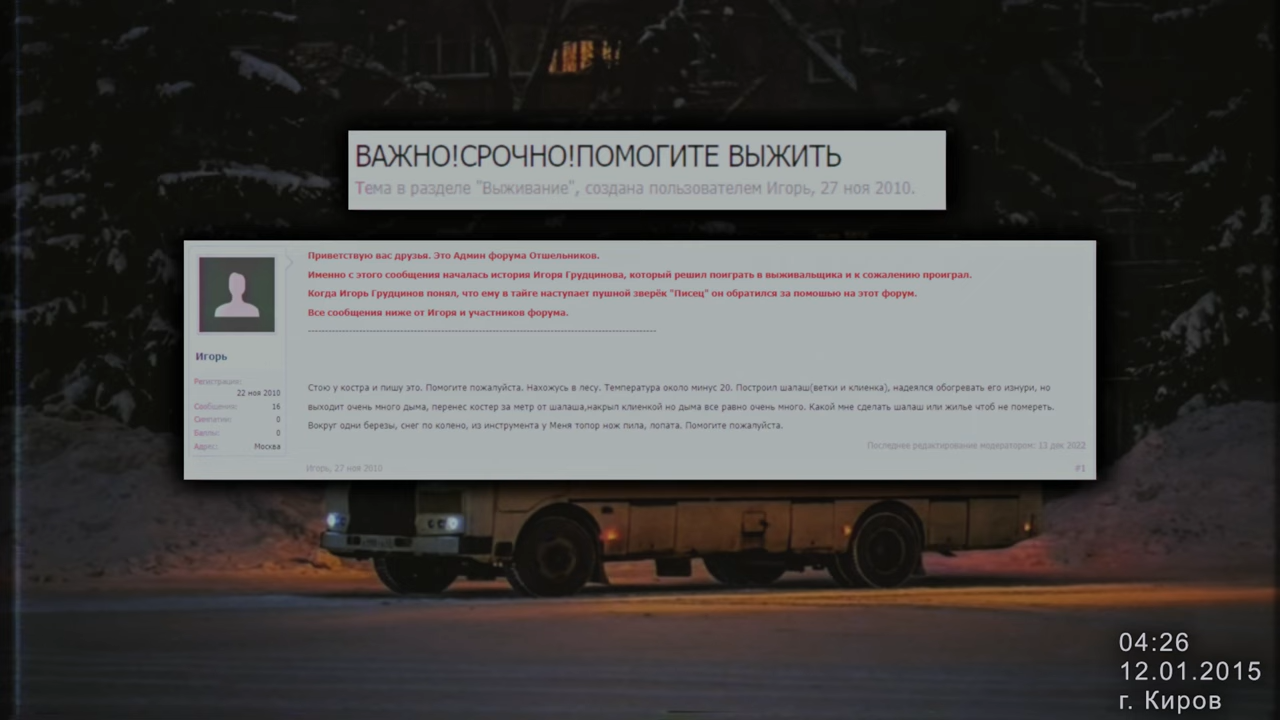 ВАЖНО!СРОЧНО!ПОМОГИТЕ ВЫЖИТЬ
Тема в разделе "Выживание", создана пользователем Игорь, 27 ноя 2010.
Приветствую вас друзья. Это Админ форума Отшельников.
Именно с этого сообщения началась история Игоря Грудцинова, который решил поиграть в выживальщика и к сожалению проиграл.
Когда Игорь Грудцинов понял, что ему в тайге наступает пушной зверёк "Писец" он обратился за помошью на этот форум.
Все сообщения ниже от Игоря и участников форума.
Игорь
Регистрация:
22 ноя 2010
Сообщения: 16
Симпатии: 0
Баллы: 0
Адрес: Москва
Стою у костра и пишу это. Помогите пожалуйста. Нахожусь в лесу. Температура около минус 20. Построил шалаш(ветки и клиенка), надеялся обогревать его изнури, но
выходит очень много дыма, перенес костер за метр от шалаша,накрыл клиенкой но дыма все равно очень много. Какой мне сделать шалаш или жилье чтоб не помереть.
Вокруг одни березы, снег по колено, из инструмента у Меня топор нож пила, лопата. Помогите пожалуйста.
Последнее редактирование модератором: 13 дек 2022
Игорь, 27 ноя 2010 #1
04:26
12.01.2015
г. Киров